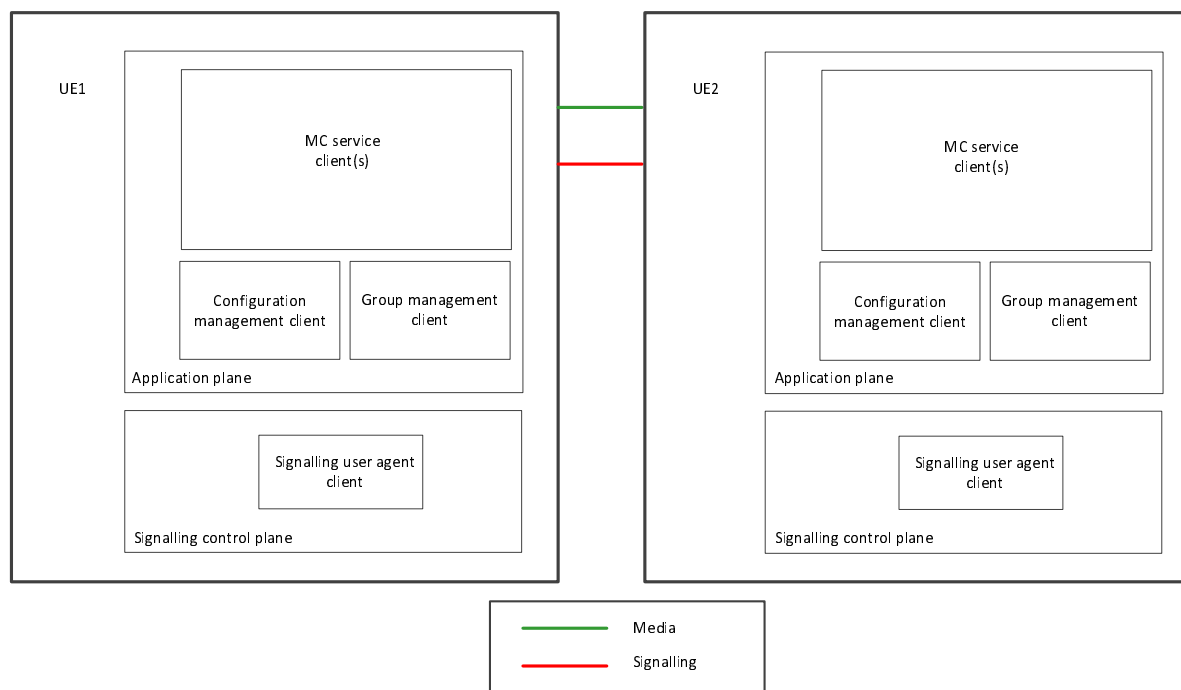 UE1
MC service
client(s)
Configuration
management client
Group management
client
Application plane
Signalling user agent
client
Signalling control plane
UE2
MC service
client(s)
Configuration
management client
Group management
client
Application plane
Signalling user agent
client
Signalling control plane
Media
Signalling